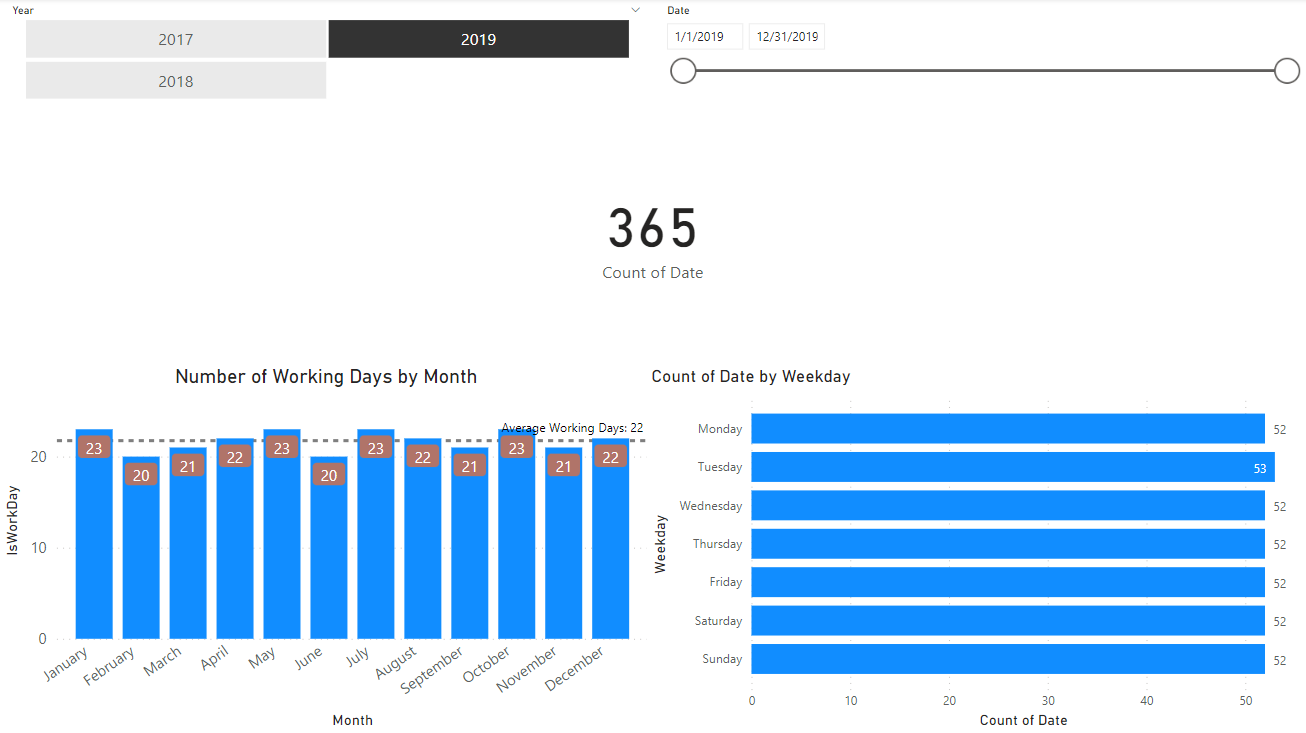 Year
2017
2019
2018
Date
1/1/2019
12/31/2019
365
Count of Date
Number of Working Days by Month
Average Working Days: 22
IsWorkDay
20
10
0
23
20
21
22
23
20
23
22
21
23
21
22
January
February
March
April
May
June
July
August
September
October
November
December
Month
Count of Date by Weekday
Weekday
Monday 52
Tuesday 53
Wednesday 52
Thursday 52
Friday 52
Saturday 52
Sunday 52
0 10 20 30 40 50
Count of Date